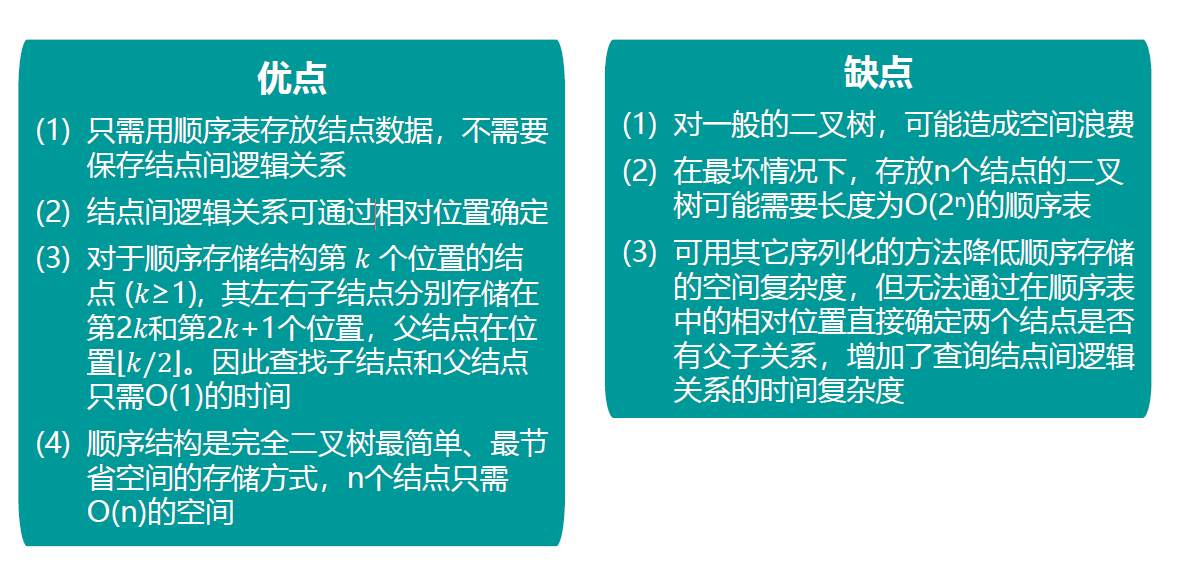 优点
(1) 只需用顺序表存放结点数据，不需要
保存结点间逻辑关系
(2) 结点间逻辑关系可通过相对位置确定
(3) 对于顺序存储结构第 k 个位置的结
点 (k≥1)，其左右子结点分别存储在
第2k和第2k+1个位置，父结点在位
置⌊k/2⌋。因此查找子结点和父结点
只需O(1)的时间
(4) 顺序结构是完全二叉树最简单、最节
省空间的存储方式，n个结点只需
O(n)的空间
缺点
(1) 对一般的二叉树，可能造成空间浪费
(2) 在最坏情况下，存放n个结点的二叉
树可能需要长度为O(2ⁿ)的顺序表
(3) 可用其它序列化的方法降低顺序存储
的空间复杂度，但无法通过在顺序表
中的相对位置直接确定两个结点是否
有父子关系，增加了查询结点间逻辑
关系的时间复杂度